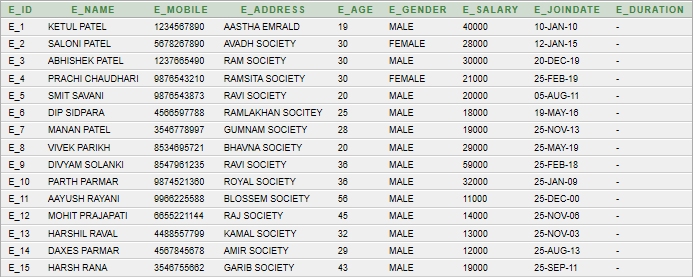 E_ID E_NAME E_MOBILE E_ADDRESS E_AGE E_GENDER E_SALARY E_JOINDATE E_DURATION
E_1 KETUL PATEL 1234567890 AASTHA EMRALD 19 MALE 40000 10-JAN-10 -
E_2 SALONI PATEL 5678267890 AVADH SOCIETY 30 FEMALE 28000 12-JAN-15 -
E_3 ABHISHEK PATEL 1237665490 RAM SOCIETY 30 MALE 30000 20-DEC-19 -
E_4 PRACHI CHAUDHARI 9876543210 RAMSITA SOCIETY 30 FEMALE 21000 25-FEB-19 -
E_5 SMIT SAVANI 9876543873 RAVI SOCIETY 20 MALE 20000 05-AUG-11 -
E_6 DIP SIDPARA 4566597788 RAMLAKHAN SOCITEY 25 MALE 18000 19-MAY-16 -
E_7 MANAN PATEL 3546778997 GUMNAM SOCIETY 28 MALE 19000 25-NOV-13 -
E_8 VIVEK PARIKH 8534695721 BHAVNA SOCIETY 20 MALE 29000 25-MAY-19 -
E_9 DIVYAM SOLANKI 8547961235 RAVI SOCIETY 36 MALE 59000 25-FEB-18 -
E_10 PARTH PARMAR 9874521360 ROYAL SOCIETY 36 MALE 32000 25-JAN-09 -
E_11 AAYUSH RAYANI 9966225588 BLOSSEM SOCIETY 56 MALE 11000 25-DEC-00 -
E_12 MOHIT PRAJAPATI 6655221144 RAJ SOCIETY 45 MALE 14000 25-NOV-06 -
E_13 HARSHIL RAVAL 4488557799 KAMAL SOCIETY 32 MALE 13000 25-NOV-03 -
E_14 DAXES PARMAR 4567845678 AMIR SOCIETY 29 MALE 12000 25-AUG-13 -
E_15 HARSH RANA 3546755662 GARIB SOCIETY 43 MALE 19000 25-SEP-11 -